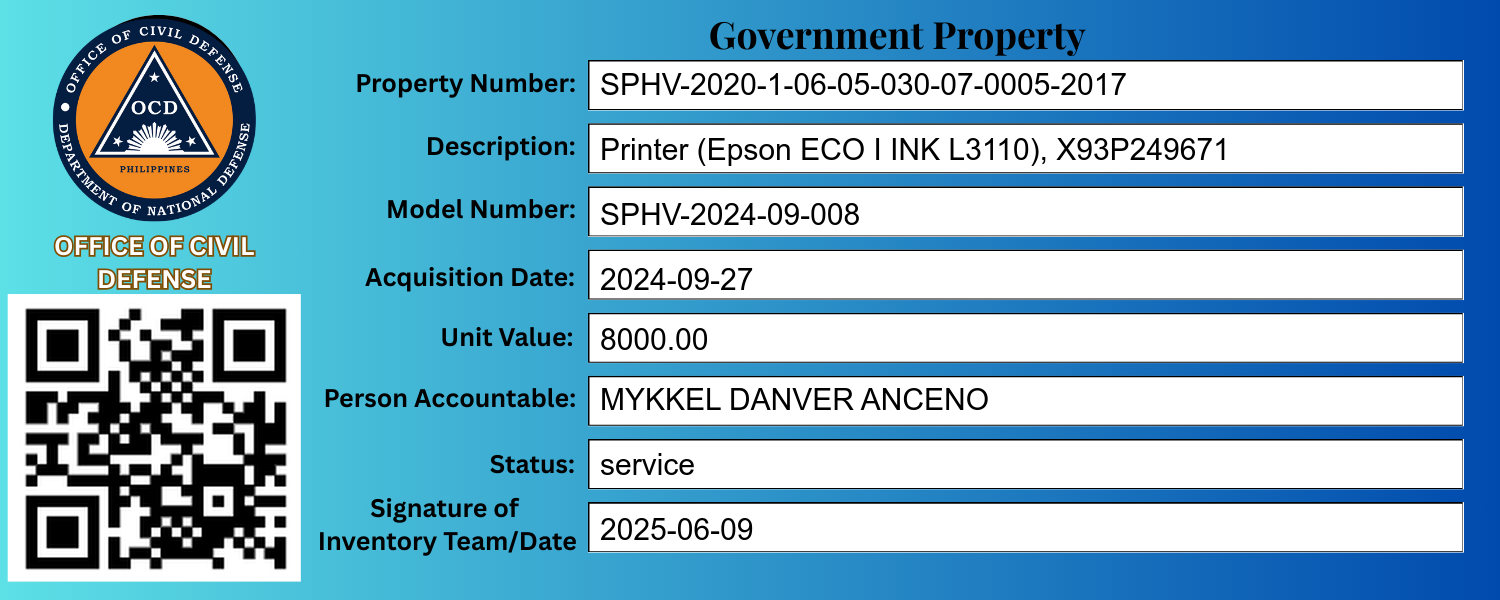 Government Property
OFFICE OF CIVIL DEFENSE
DEPARTMENT OF NATIONAL DEFENSE
OCD
PHILIPPINES
OFFICE OF CIVIL
DEFENSE
Property Number: SPHV-2020-1-06-05-030-07-0005-2017
Description: Printer (Epson ECO I INK L3110), X93P249671
Model Number: SPHV-2024-09-008
Acquisition Date: 2024-09-27
Unit Value: 8000.00
Person Accountable: MYKKEL DANVER ANCENO
Status: service
Signature of
Inventory Team/Date 2025-06-09